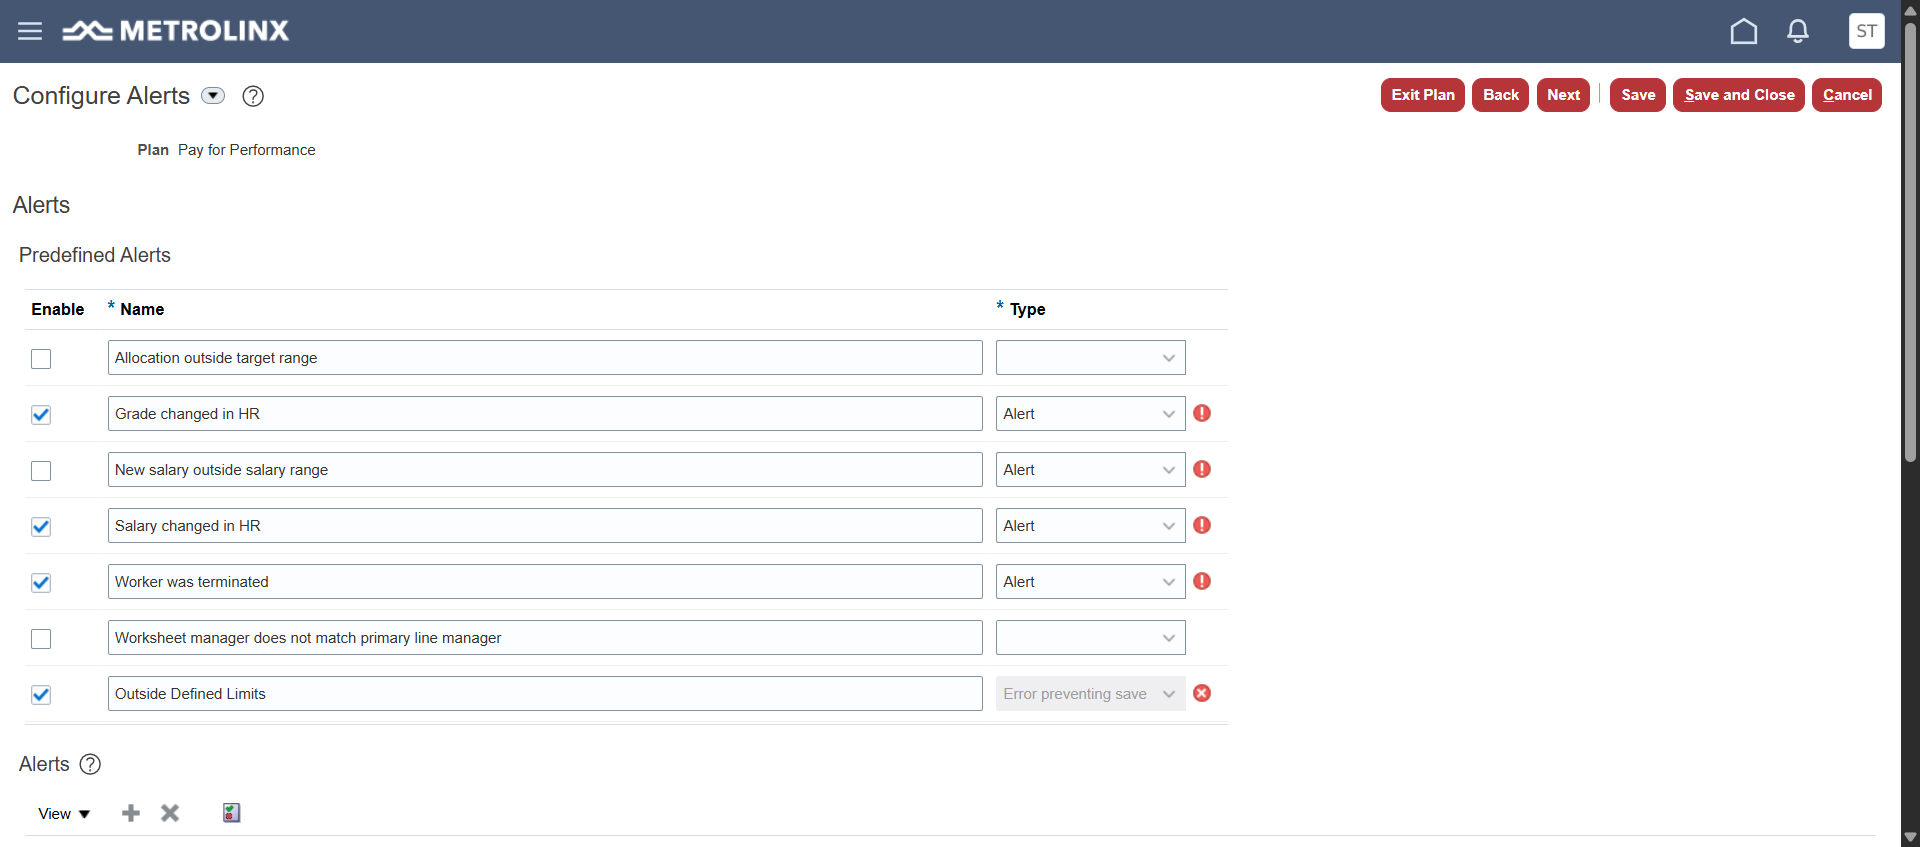 METROLINX
ST
Configure Alerts
Exit Plan Back Next Save Save and Close Cancel
Plan Pay for Performance
Alerts
Predefined Alerts
Enable * Name * Type
Allocation outside target range
Grade changed in HR Alert
New salary outside salary range Alert
Salary changed in HR Alert
Worker was terminated Alert
Worksheet manager does not match primary line manager
Outside Defined Limits Error preventing save
Alerts
View